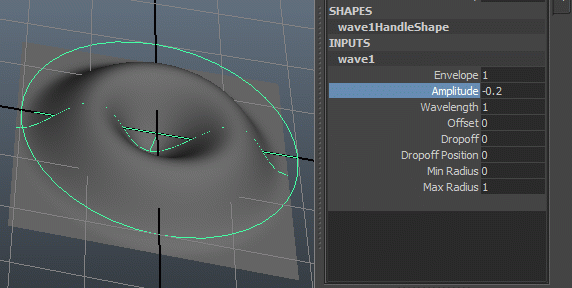 SHAPES
wave1HandleShape
INPUTS
wave1
Envelope 1
Amplitude -0.2
Wavelength 1
Offset 0
Dropoff 0
Dropoff Position 0
Min Radius 0
Max Radius 1